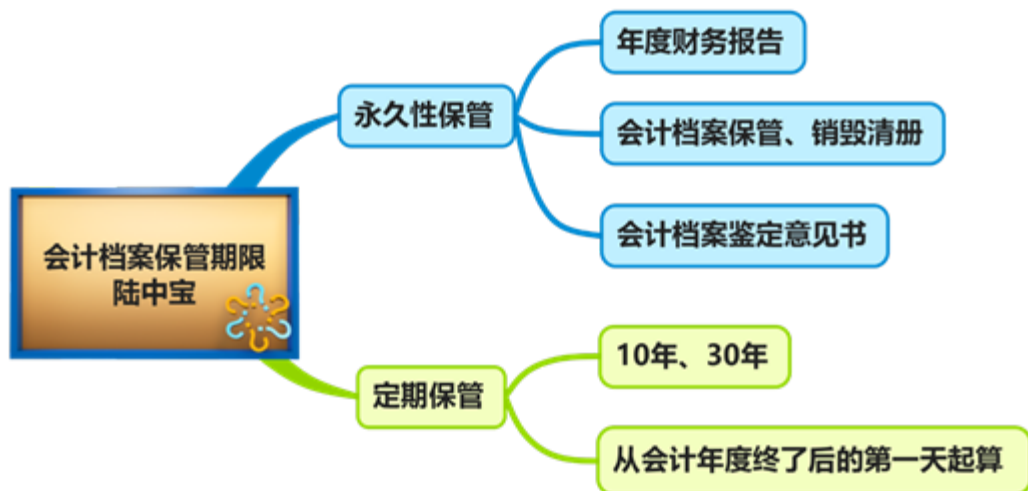 会计档案保管期限
陆中宝
永久性保管
年度财务报告
会计档案保管、销毁清册
会计档案鉴定意见书
定期保管
10年、30年
从会计年度终了后的第一天起算